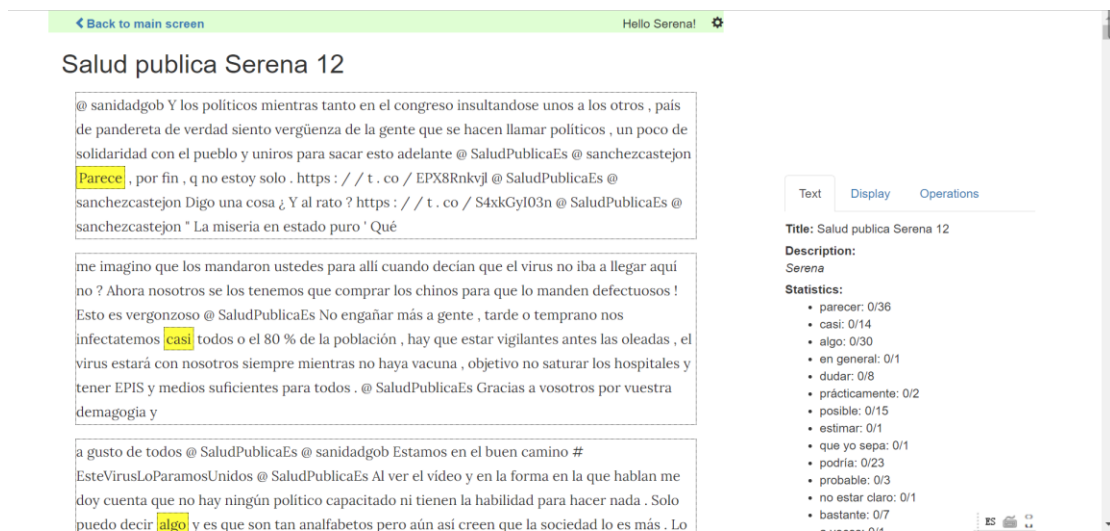 Back to main screen
Hello Serena!
Salud publica Serena 12
@ sanidadgob Y los políticos mientras tanto en el congreso insultandose unos a los otros , país
de pandereta de verdad siento vergüenza de la gente que se hacen llamar políticos , un poco de
solidaridad con el pueblo y uniros para sacar esto adelante @ SaludPublicaEs @ sanchezcastejon
Parece , por fin , q no estoy solo . https : / / t . co / EPX8Rnkvjl @ SaludPublicaEs @
sanchezcastejon Digo una cosa ¿ Y al rato ? https : / / t . co / S4xkGyI03n @ SaludPublicaEs @
sanchezcastejon " La miseria en estado puro ' Qué
me imagino que los mandaron ustedes para allí cuando decían que el virus no iba a llegar aquí
no ? Ahora nosotros se los tenemos que comprar los chinos para que lo manden defectuosos !
Esto es vergonzoso @ SaludPublicaEs No engañar más a gente , tarde o temprano nos
infectatemos casi todos o el 80 % de la población , hay que estar vigilantes antes las oleadas , el
virus estará con nosotros siempre mientras no haya vacuna , objetivo no saturar los hospitales y
tener EPIS y medios suficientes para todos . @ SaludPublicaEs Gracias a vosotros por vuestra
demagogia y
a gusto de todos @ SaludPublicaEs @ sanidadgob Estamos en el buen camino #
EsteVirusLoParamosUnidos @ SaludPublicaEs Al ver el vídeo y en la forma en la que hablan me
doy cuenta que no hay ningún político capacitado ni tienen la habilidad para hacer nada . Solo
puedo decir algo y es que son tan analfabetos pero aún así creen que la sociedad lo es más . Lo
Text Display Operations
Title: Salud publica Serena 12
Description:
Serena
Statistics:
• parecer: 0/36
• casi: 0/14
• algo: 0/30
• en general: 0/1
• dudar: 0/8
• prácticamente: 0/2
• posible: 0/15
• estimar: 0/1
• que yo sepa: 0/1
• podría: 0/23
• probable: 0/3
• no estar claro: 0/1
• bastante: 0/7
ES